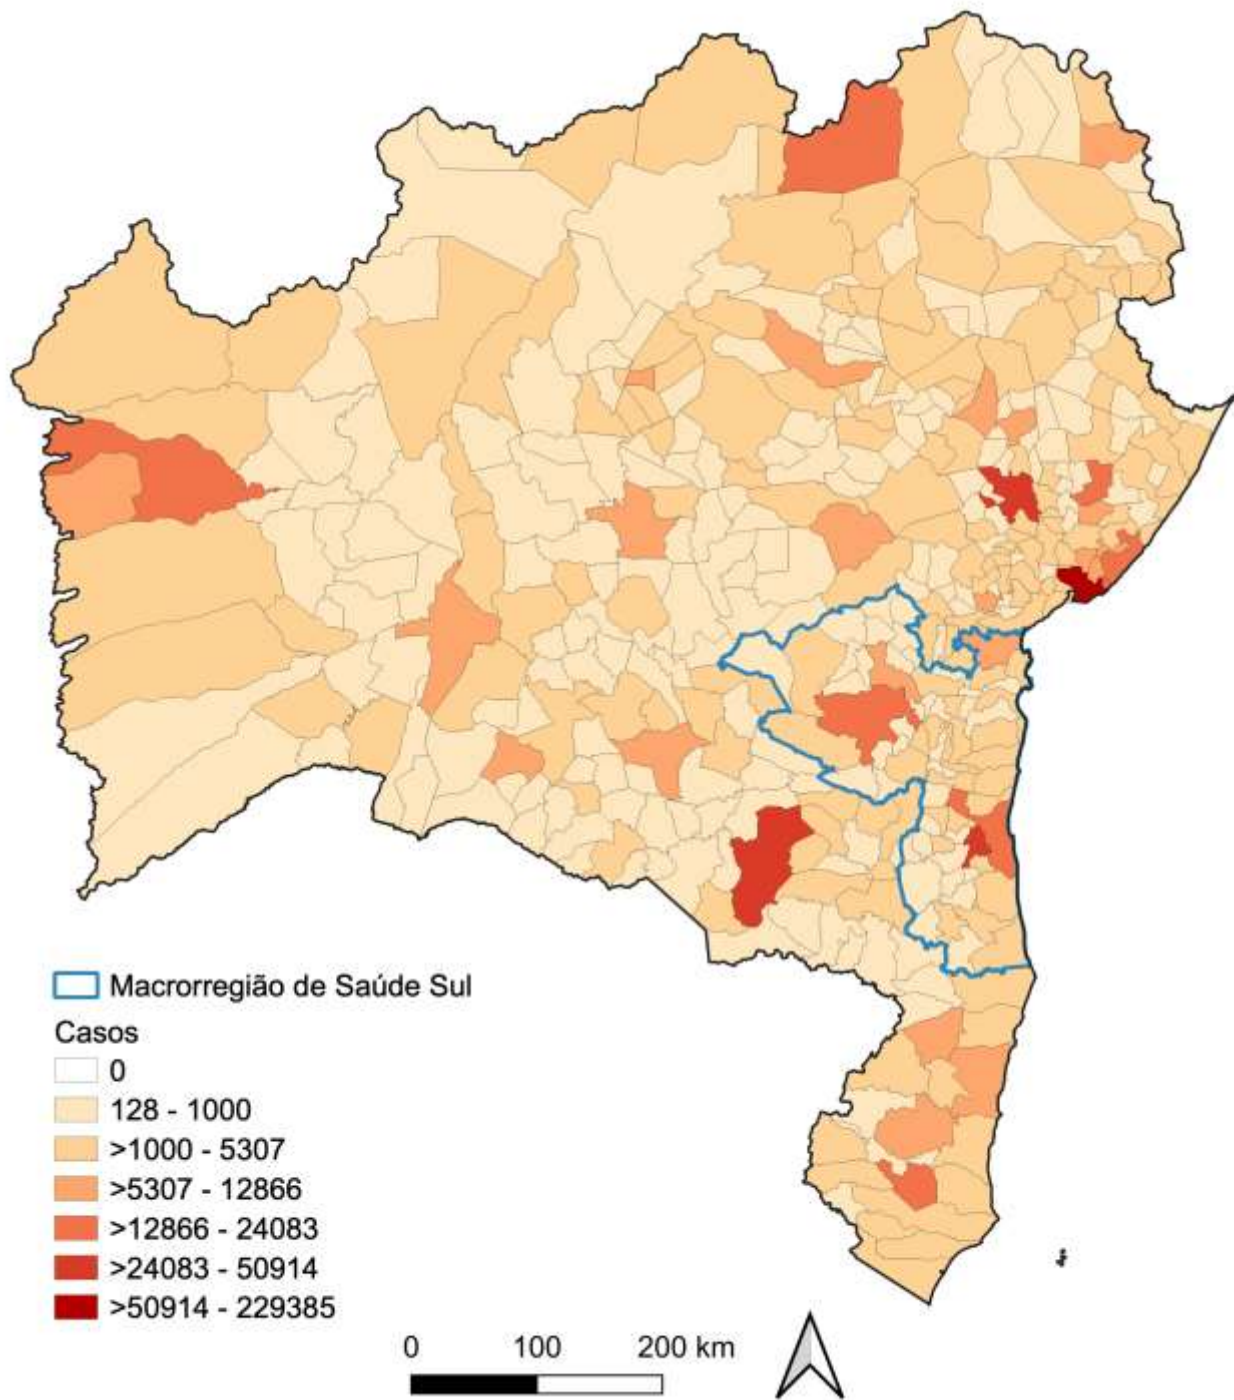 Macrorregião de Saúde Sul
Casos
0
128 - 1000
>1000 - 5307
>5307 - 12866
>12866 - 24083
>24083 - 50914
>50914 - 229385
0 100 200 km